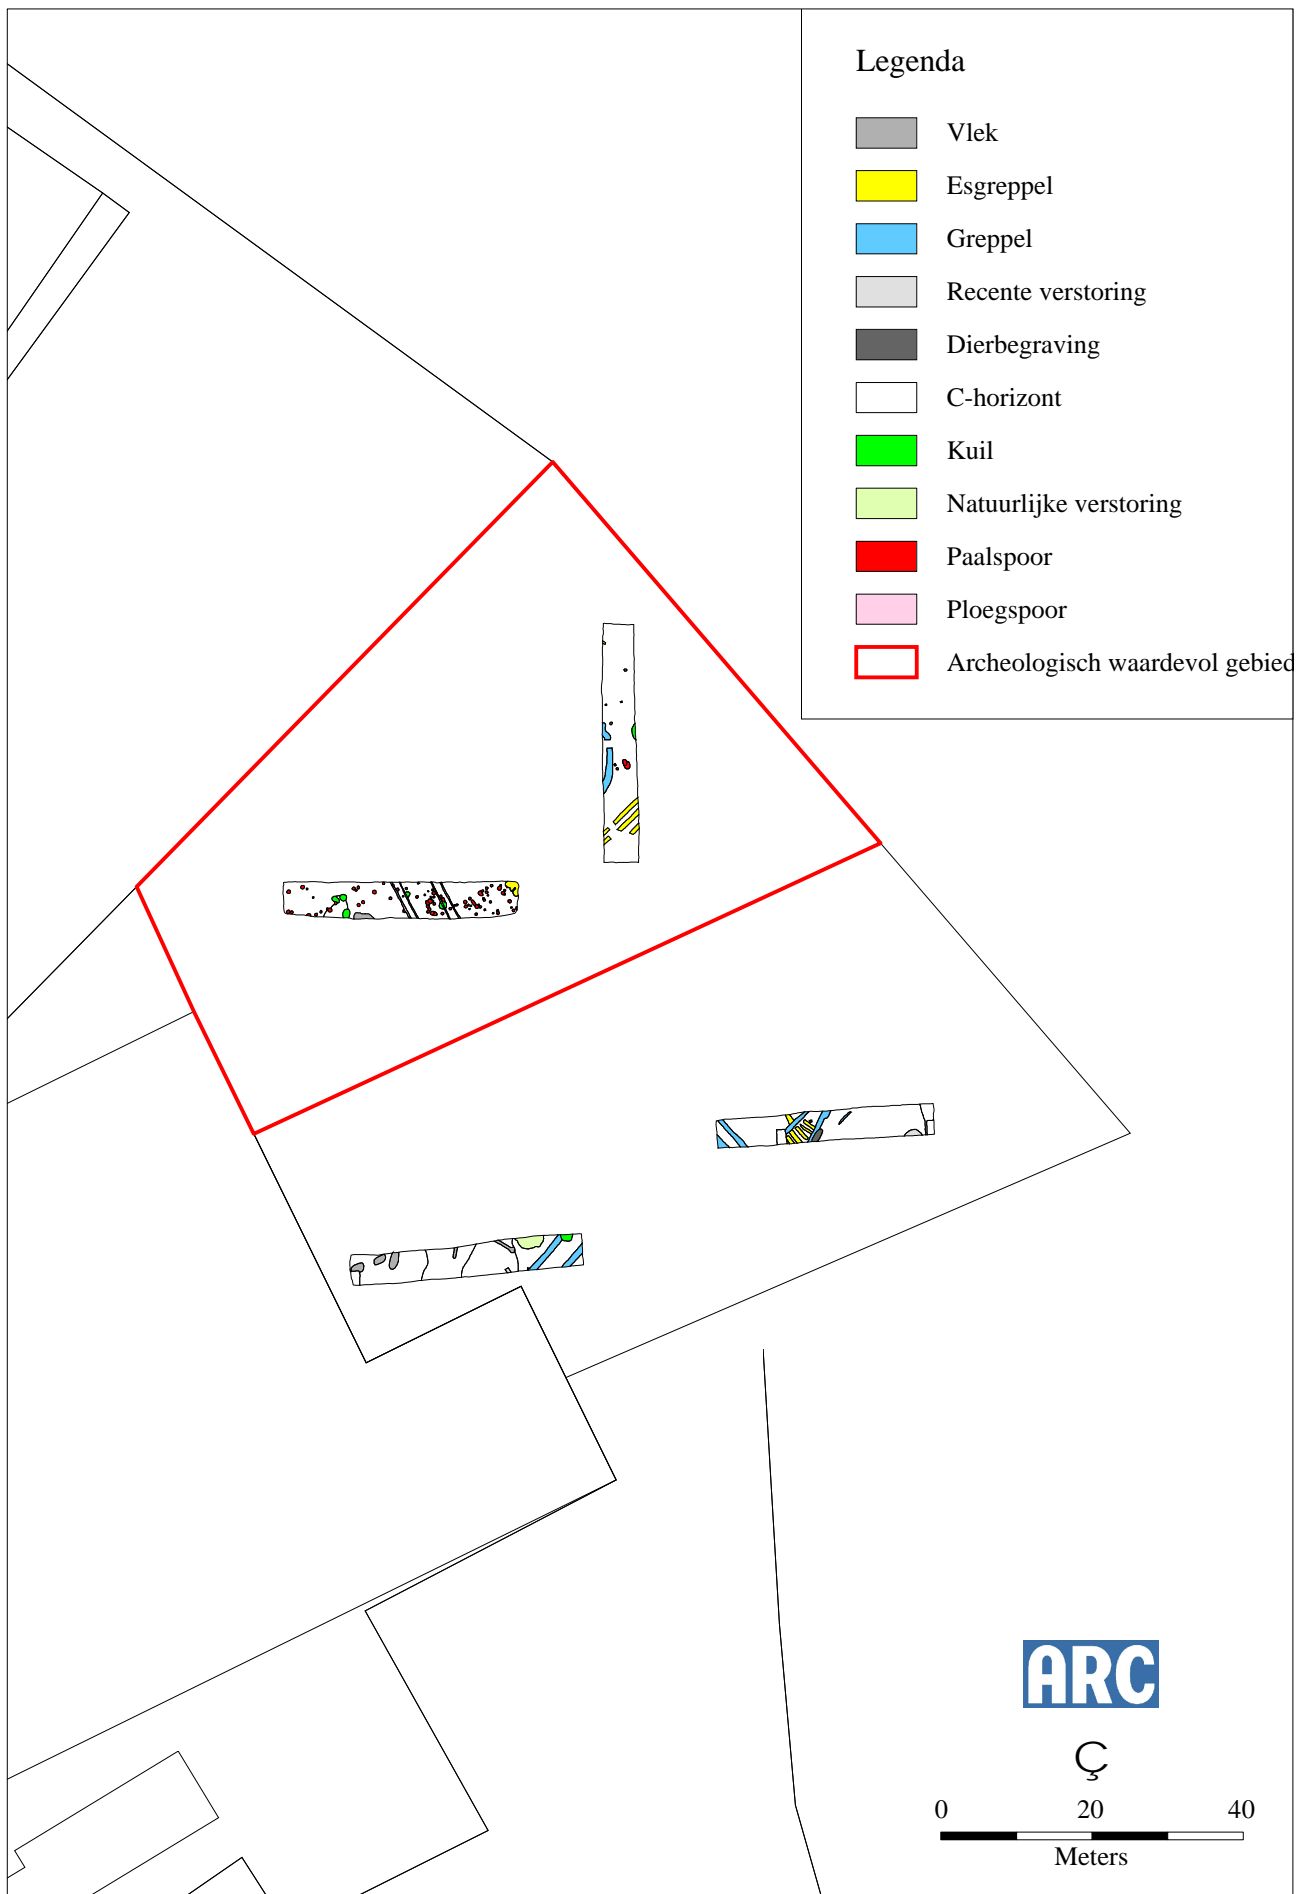 Legenda
Vlek
Esgreppel
Greppel
Recente verstoring
Dierbegraving
C-horizont
Kuil
Natuurlijke verstoring
Paalspoor
Ploegspoor
Archeologisch waardevol gebied
ARC
Ç
0 20 40
Meters